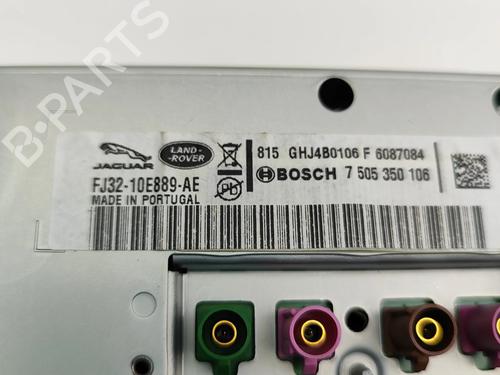 B-PARTS
JAGUAR
LAND-
ROVER
Pb
815 GHJ4B0106 F 6087084
BOSCH 7 505 350 106
FJ32-10E889-AE
MADE IN PORTUGAL